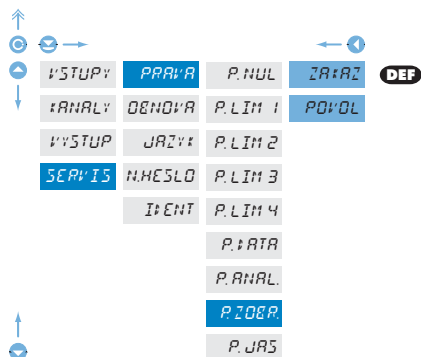 VSTUPY PRAVA P.NUL ZAKAZ DEF
KANALY OBNOVA P.LIM 1 POVOL
VYSTUP JAZYK P.LIM 2
SERVIS N.HESLO P.LIM 3
IDENT P.LIM 4
P.DATA
P.ANAL.
P.ZOBR.
P.JAS